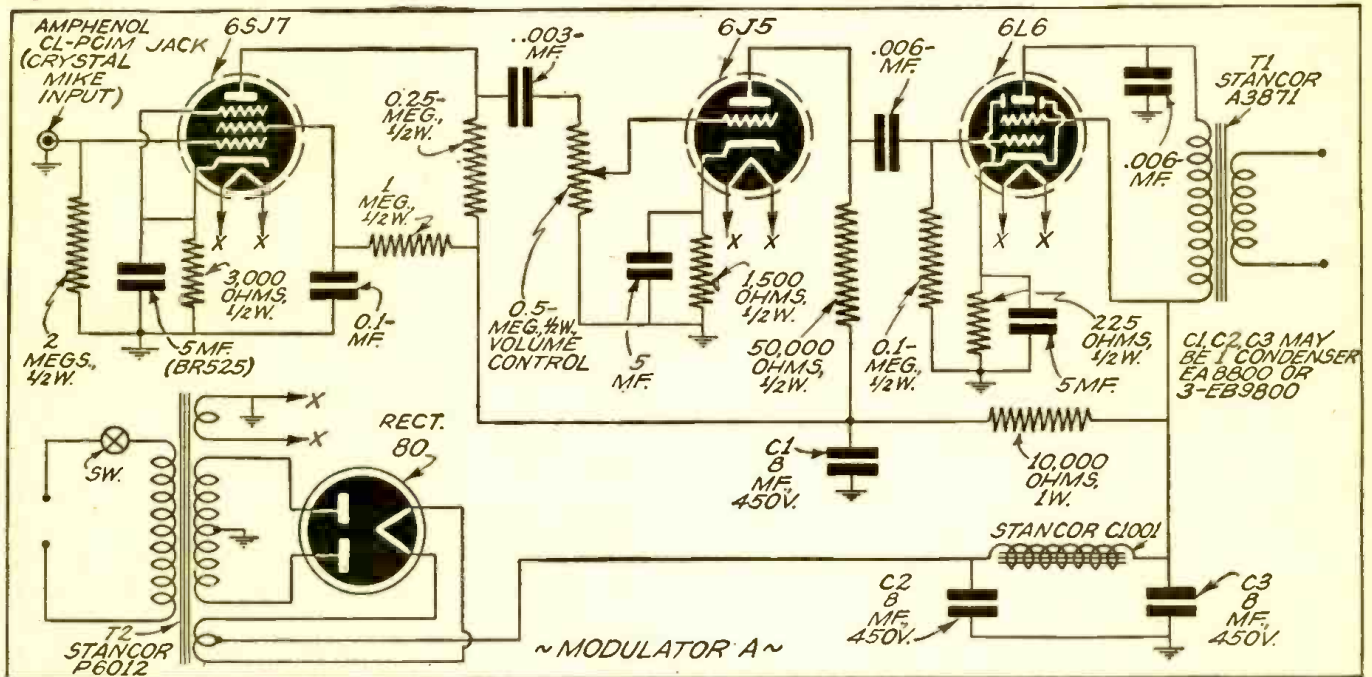 AMPHENOL
CL-PC1M JACK
(CRYSTAL
MIKE
INPUT)
6SJ7
..003-
MF.
6J5
.006-
MF.
6L6
T1
STANCOR
A3871
0.25-
MEG.,
1/2W.
.006-
MF.
1
MEG.,
1/2W.
X X
X X
X X
3,000
OHMS,
1/2W.
2
MEGS.,
1/2W.
5MF.
(BR525)
0.1-
MF.
0.5-
MEG.,1/2W.,
VOLUME
CONTROL
5
MF.
1,500
OHMS,
1/2W.
50,000
OHMS,
1/2W.
0.1-
MEG.,
1/2W.
225
OHMS,
1/2W.
5MF.
C1,C2,C3 MAY
BE 1 CONDENSER
EA8800 OR
3-EB9800
X
X
SW.
RECT.
80
C1
8
MF.,
450V.
10,000
OHMS,
1W.
STANCOR C1001
C2
8
MF.,
450V.
C3
8
MF.,
450V.
T2
STANCOR
P6012
~MODULATOR A~